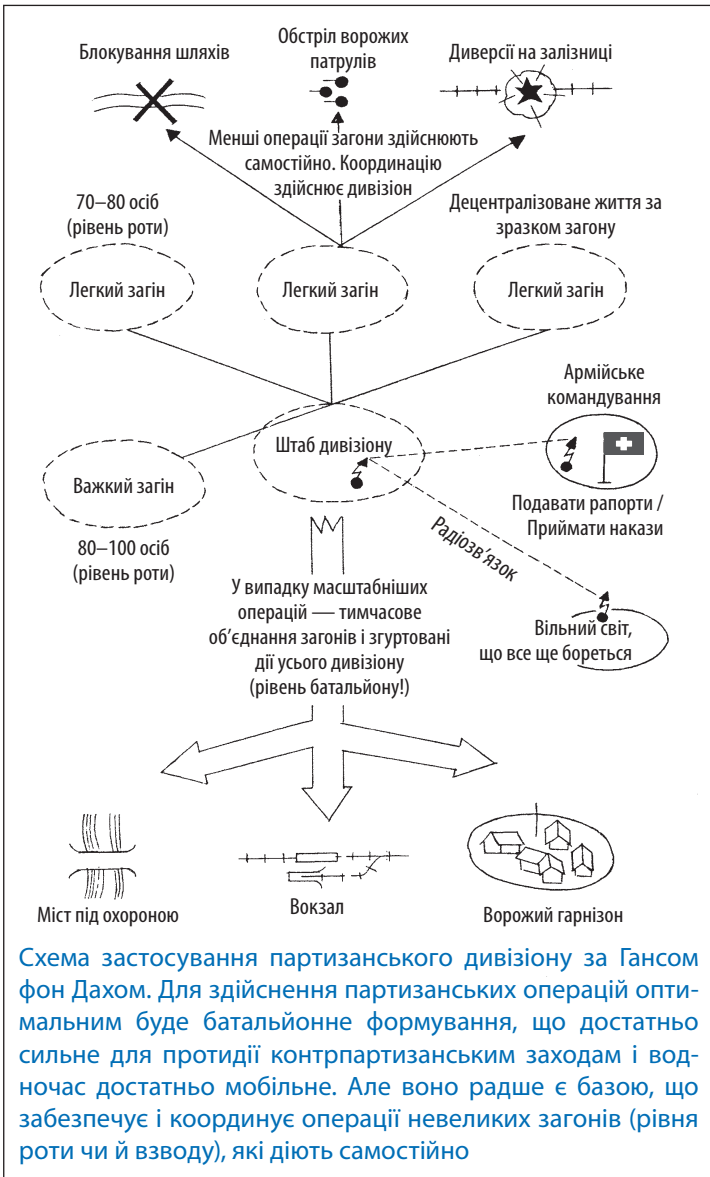 Блокування шляхів
Обстріл ворожих
патрулів
Диверсії на залізниці
Менші операції загони здійснюють
самостійно. Координацію
здійснює дивізіон
70–80 осіб
(рівень роти)
Децентралізоване життя за
зразком загону
Легкий загін
Легкий загін
Легкий загін
Штаб дивізіону
Армійське
командування
Важкий загін
Подавати рапорти /
Приймати накази
80–100 осіб
(рівень роти)
Радіозв'язок
У випадку масштабніших
операцій — тимчасове
об'єднання загонів і згуртовані
дії усього дивізіону
(рівень батальйону!)
Вільний світ,
що все ще бореться
Міст під охороною
Вокзал
Ворожий гарнізон
Схема застосування партизанського дивізіону за Гансом
фон Дахом. Для здійснення партизанських операцій опти-
мальним буде батальйонне формування, що достатньо
сильне для протидії контрпартизанським заходам і вод-
ночас достатньо мобільне. Але воно радше є базою, що
забезпечує і координує операції невеликих загонів (рівня
роти чи й взводу), які діють самостійно